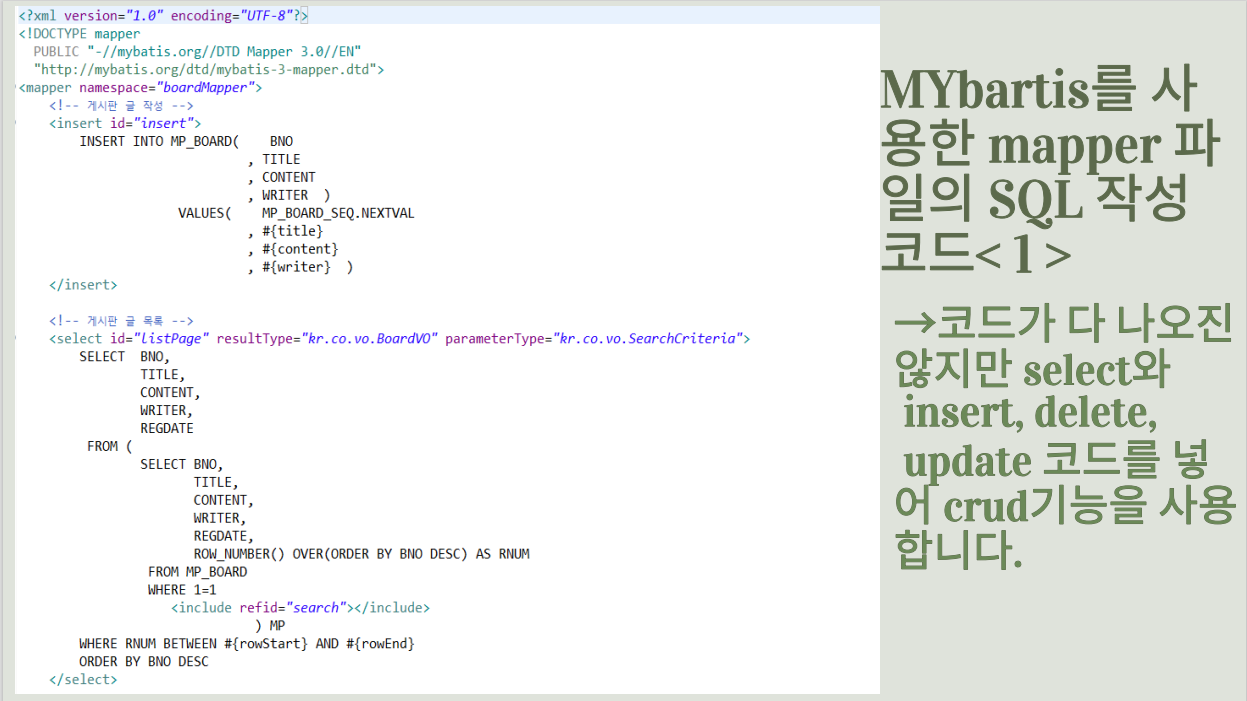 <?xml version="1.0" encoding="UTF-8"?>
<!DOCTYPE mapper
PUBLIC "-//mybatis.org//DTD Mapper 3.0//EN"
"http://mybatis.org/dtd/mybatis-3-mapper.dtd">
<mapper namespace="boardMapper">
<!-- 게시판 글 작성 -->
<insert id="insert">
INSERT INTO MP_BOARD(    BNO
, TITLE
, CONTENT
, WRITER  )
VALUES(    MP_BOARD_SEQ.NEXTVAL
, #{title}
, #{content}
, #{writer}  )
</insert>
<!-- 게시판 글 목록 -->
<select id="listPage" resultType="kr.co.vo.BoardVO" parameterType="kr.co.vo.SearchCriteria">
SELECT  BNO,
TITLE,
CONTENT,
WRITER,
REGDATE
FROM (
SELECT BNO,
TITLE,
CONTENT,
WRITER,
REGDATE,
ROW_NUMBER() OVER(ORDER BY BNO DESC) AS RNUM
FROM MP_BOARD
WHERE 1=1
<include refid="search"></include>
) MP
WHERE RNUM BETWEEN #{rowStart} AND #{rowEnd}
ORDER BY BNO DESC
</select>
MYbartis를 사
용한 mapper 파
일의 SQL 작성
코드< 1 >
→코드가 다 나오진
않지만 select와
insert, delete,
update 코드를 넣
어 crud기능을 사용
합니다.